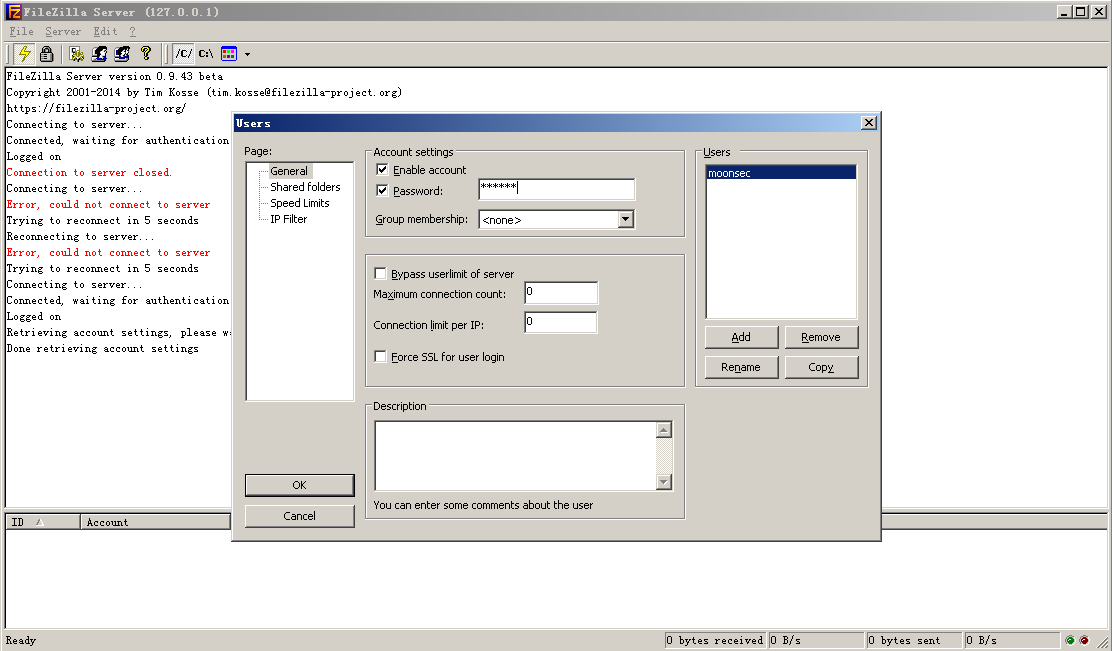 FileZilla Server (127.0.0.1)
File Server Edit ?
/C/ C:\
FileZilla Server version 0.9.43 beta
Copyright 2001-2014 by Tim Kosse (tim.kosse@filezilla-project.org)
https://filezilla-project.org/
Connecting to server...
Connected, waiting for authentication
Logged on
Connection to server closed.
Connecting to server...
Error, could not connect to server
Trying to reconnect in 5 seconds
Reconnecting to server...
Error, could not connect to server
Trying to reconnect in 5 seconds
Connecting to server...
Connected, waiting for authentication
Logged on
Retrieving account settings, please w
Done retrieving account settings
Users
Page:
General
Shared folders
Speed Limits
IP Filter
OK
Cancel
Account settings
Enable account
Password: ******
Group membership: <none>
Bypass userlimit of server
Maximum connection count: 0
Connection limit per IP: 0
Force SSL for user login
Description
You can enter some comments about the user
Users
moonsec
Add Remove
Rename Copy
ID Account
Ready 0 bytes received 0 B/s 0 bytes sent 0 B/s